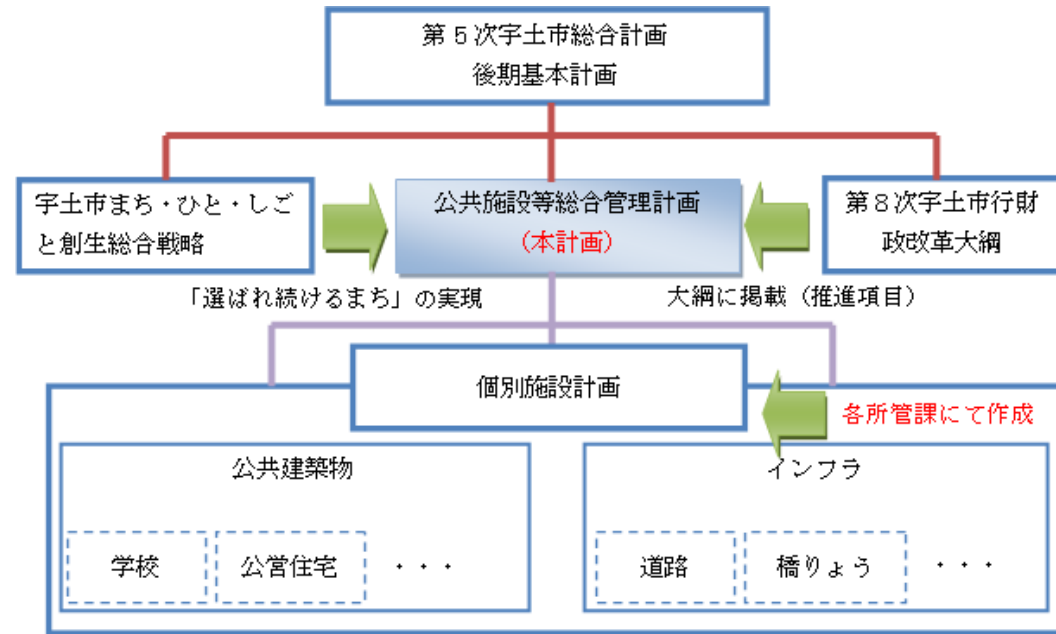 第５次宇土市総合計画
後期基本計画
宇土市まち・ひと・しご
と創生総合戦略
公共施設等総合管理計画
（本計画）
第８次宇土市行財
政改革大綱
「選ばれ続けるまち」の実現
大綱に掲載（推進項目）
個別施設計画
各所管課にて作成
公共建築物
インフラ
学校
公営住宅
・・・
道路
橋りょう
・・・